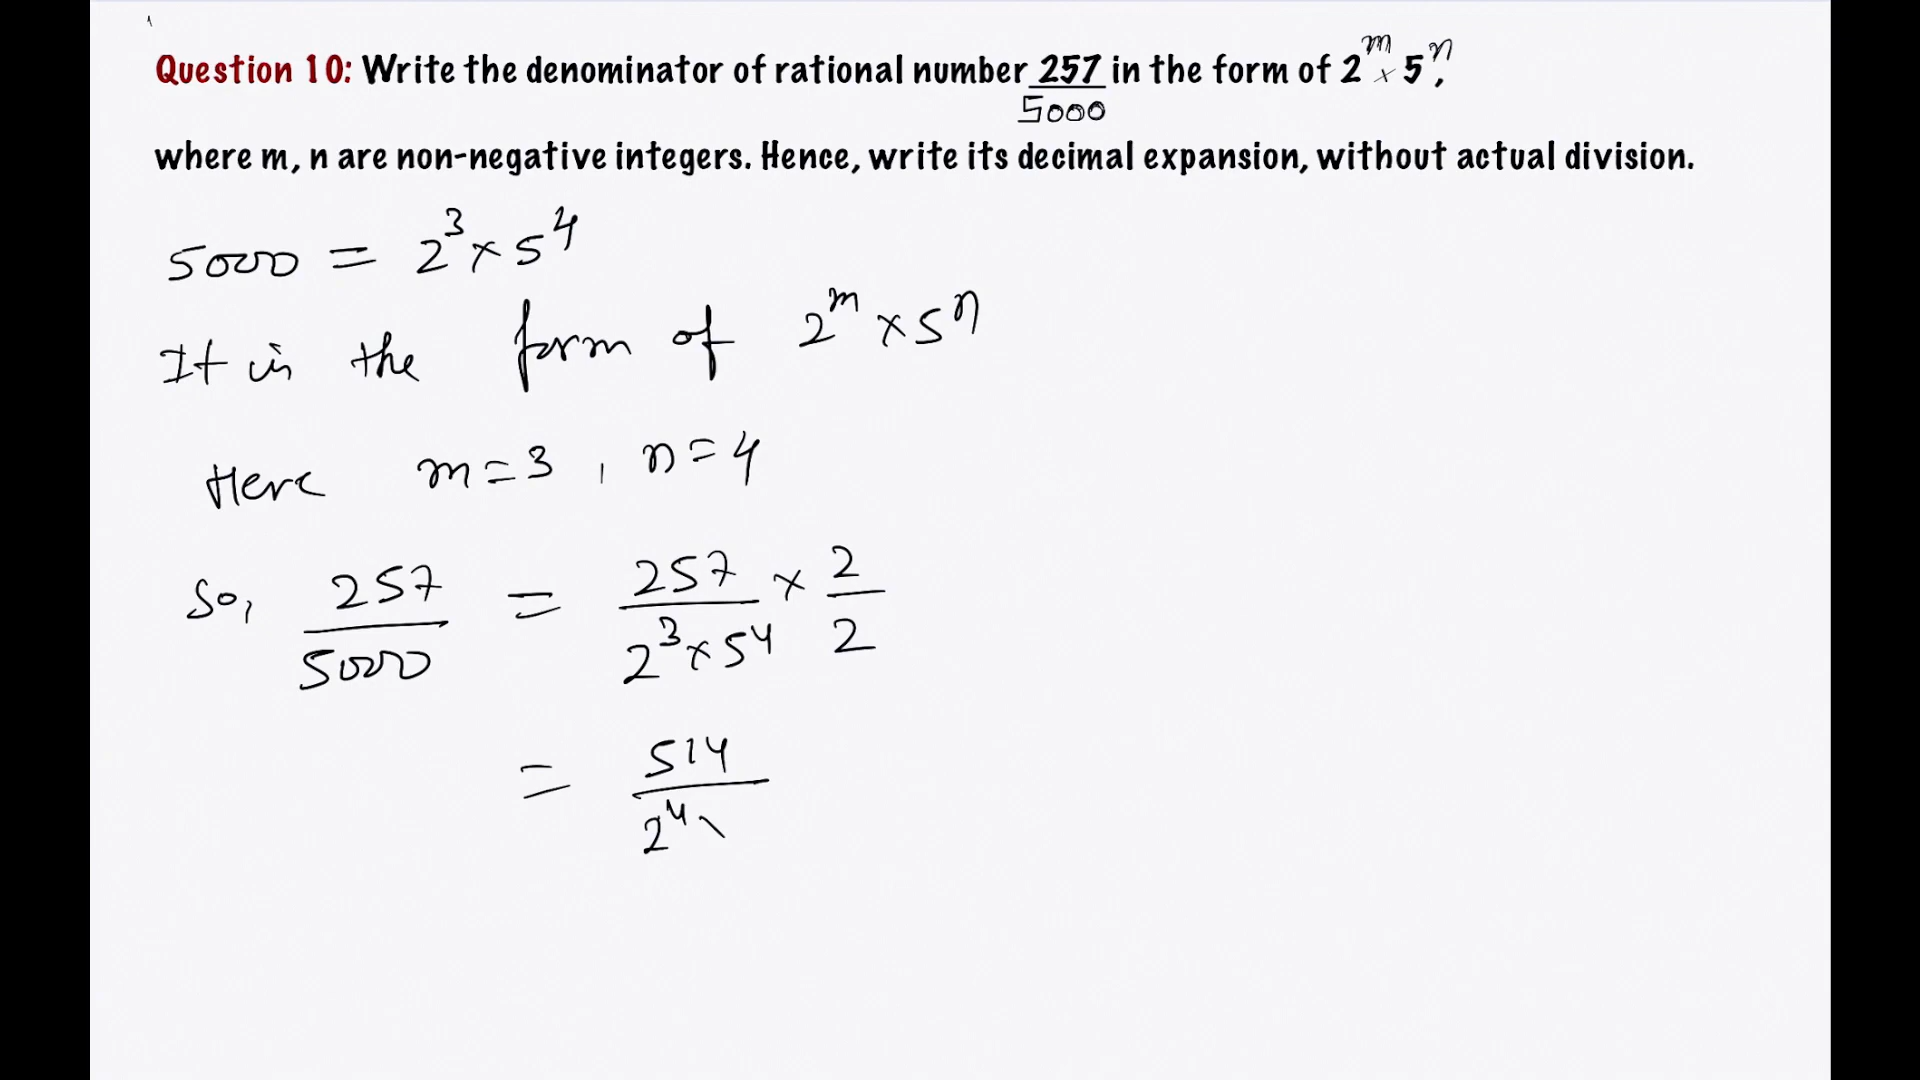 Question 10: Write the denominator of rational number 257/5000 in the form of 2^m × 5^n,
where m, n are non-negative integers. Hence, write its decimal expansion, without actual division.
5000 = 2^3 × 5^4
It is the form of 2^m × 5^n
Here m = 3 , n = 4
So, 257/5000 = 257/(2^3 × 5^4) × 2/2
= 514/2^4